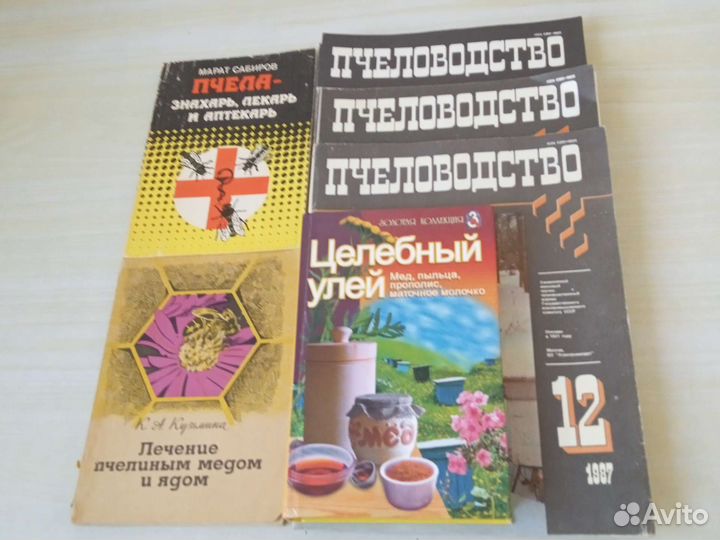 МАРАТ САБИРОВ
ПЧЕЛА-
ЗНАХАРЬ, ЛЕКАРЬ
И АПТЕКАРЬ
К. А. Кузьмина
Лечение
пчелиным медом
и ядом
ПЧЕЛОВОДСТВО
ПЧЕЛОВОДСТВО
ПЧЕЛОВОДСТВО
12
1987
ЗОЛОТАЯ КОЛЛЕКЦИЯ
Целебный
улей
Мед, пыльца,
прополис,
маточное молочко
Avito